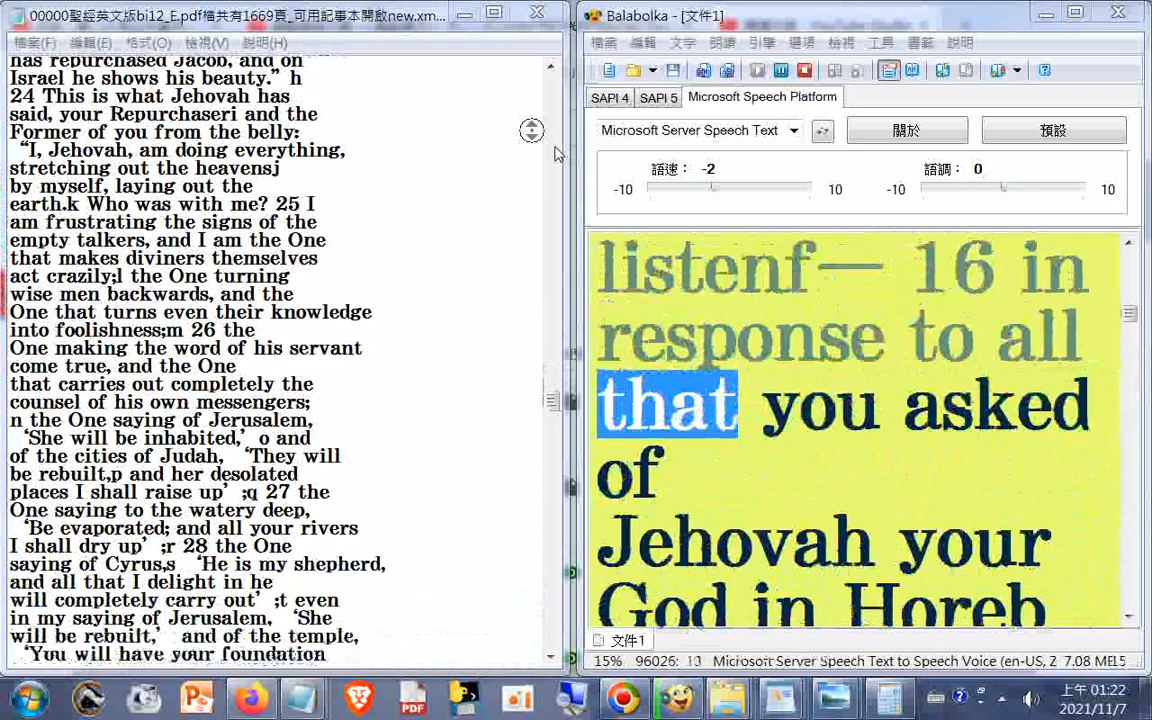 00000聖經英文版bi12_E.pdf檔共有1669頁_可用記事本開啟new.xm...
檔案(F) 編輯(E) 格式(O) 檢視(V) 說明(H)
has repurchased Jacob, and on
Israel he shows his beauty.” h
24 This is what Jehovah has
said, your Repurchaseri and the
Former of you from the belly:
“I, Jehovah, am doing everything,
stretching out the heavensj
by myself, laying out the
earth.k Who was with me? 25 I
am frustrating the signs of the
empty talkers, and I am the One
that makes diviners themselves
act crazily;l the One turning
wise men backwards, and the
One that turns even their knowledge
into foolishness;m 26 the
One making the word of his servant
come true, and the One
that carries out completely the
counsel of his own messengers;
n the One saying of Jerusalem,
‘She will be inhabited,’ o and
of the cities of Judah, ‘They will
be rebuilt,p and her desolated
places I shall raise up’ ;q 27 the
One saying to the watery deep,
‘Be evaporated; and all your rivers
I shall dry up’ ;r 28 the One
saying of Cyrus,s ‘He is my shepherd,
and all that I delight in he
will completely carry out’ ;t even
in my saying of Jerusalem, ‘She
will be rebuilt,’ and of the temple,
‘You will have your foundation
Balabolka - [文件1]
檔案 編輯 文字 朗讀 引擎 選項 檢視 工具 書籤 說明
SAPI 4 SAPI 5 Microsoft Speech Platform
Microsoft Server Speech Text 關於 預設
語速： -2 語調： 0
-10 10 -10 10
listenf— 16 in
response to all
that you asked
of
Jehovah your
God in Horeb
文件1
15% 96026: 13 Microsoft Server Speech Text to Speech Voice (en-US, Z 7.08 МЕБ
PDF
上午 01:22
2021/11/7